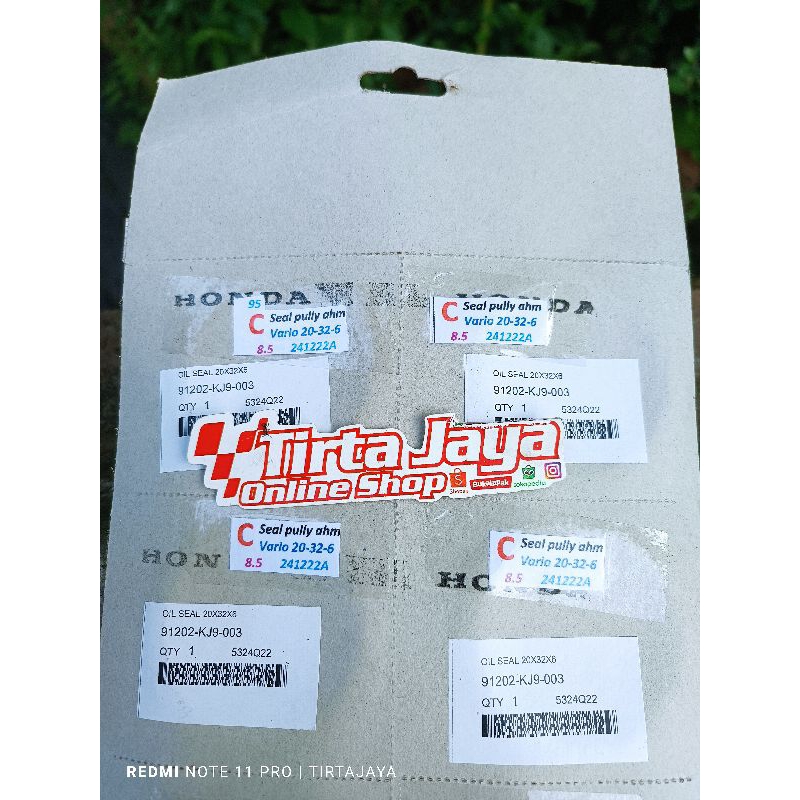 HONDA
95
C Seal pully ahm
Vario 20-32-6
8.5 241222A
OIL SEAL 20X32X6
91202-KJ9-003
QTY 1 5324Q22
HONDA
C Seal pully ahm
Vario 20-32-6
8.5 241222A
OIL SEAL 20X32X6
91202-KJ9-003
QTY 1 5324Q22
Tirta Jaya
Online Shop
Shopee BukaLapak tokopedia
HON
C Seal pully ahm
Vario 20-32-6
8.5 241222A
OIL SEAL 20X32X6
91202-KJ9-003
QTY 1 5324Q22
HONDA
C Seal pully ahm
Vario 20-32-6
8.5 241222A
OIL SEAL 20X32X6
91202-KJ9-003
QTY 1 5324Q22
REDMI NOTE 11 PRO | TIRTAJAYA